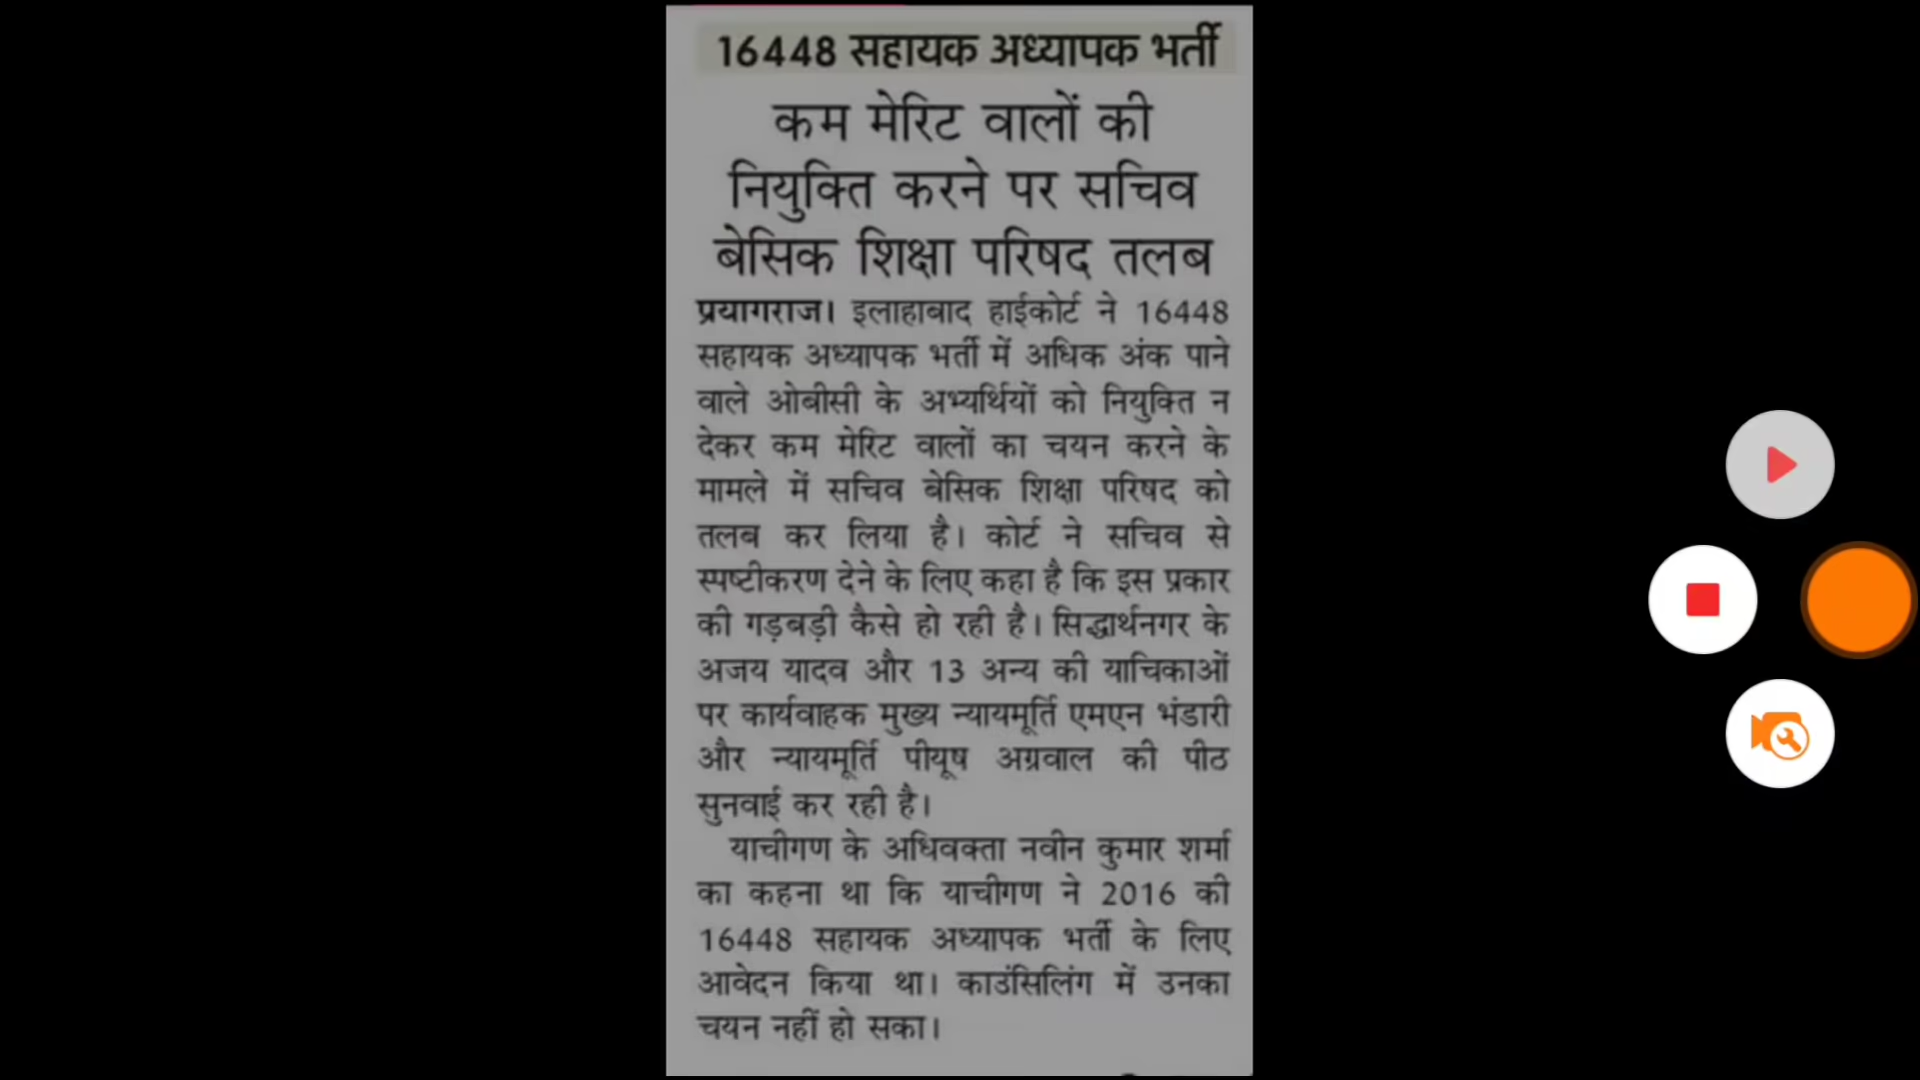 16448 सहायक अध्यापक भर्ती
कम मेरिट वालों की
नियुक्ति करने पर सचिव
बेसिक शिक्षा परिषद तलब
प्रयागराज। इलाहाबाद हाईकोर्ट ने 16448
सहायक अध्यापक भर्ती में अधिक अंक पाने
वाले ओबीसी के अभ्यर्थियों को नियुक्ति न
देकर कम मेरिट वालों का चयन करने के
मामले में सचिव बेसिक शिक्षा परिषद को
तलब कर लिया है। कोर्ट ने सचिव से
स्पष्टीकरण देने के लिए कहा है कि इस प्रकार
की गड़बड़ी कैसे हो रही है। सिद्धार्थनगर के
अजय यादव और 13 अन्य की याचिकाओं
पर कार्यवाहक मुख्य न्यायमूर्ति एमएन भंडारी
और न्यायमूर्ति पीयूष अग्रवाल की पीठ
सुनवाई कर रही है।
याचीगण के अधिवक्ता नवीन कुमार शर्मा
का कहना था कि याचीगण ने 2016 की
16448 सहायक अध्यापक भर्ती के लिए
आवेदन किया था। काउंसिलिंग में उनका
चयन नहीं हो सका।